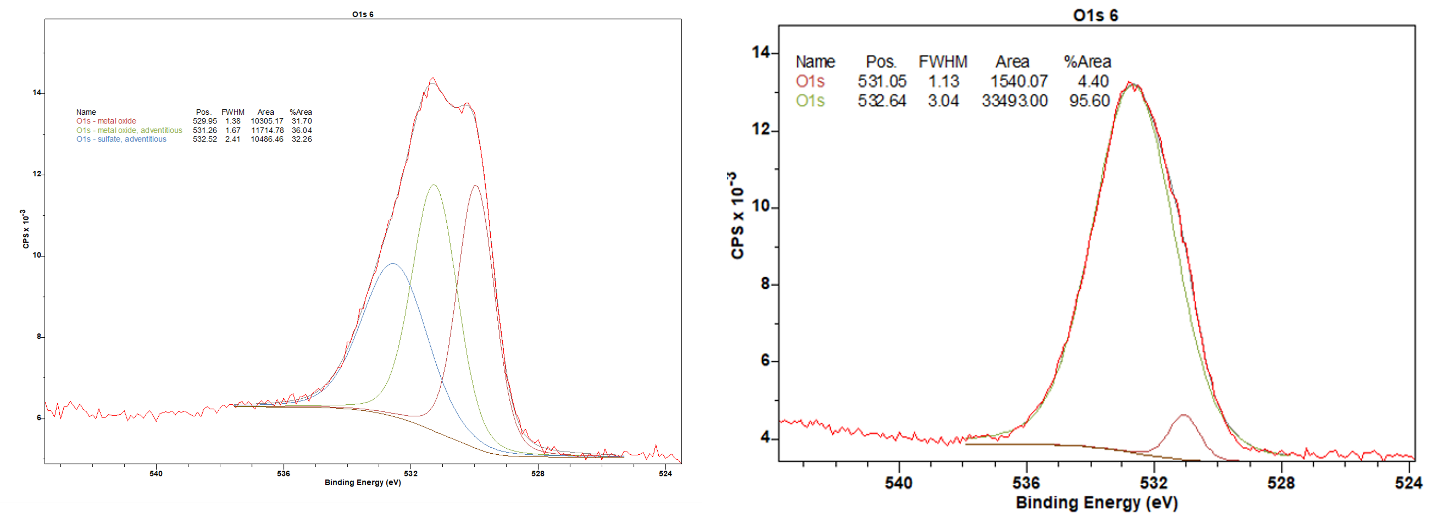 O1s 6
Name Pos. FWHM Area %Area
O1s - metal oxide 529.95 1.38 10305.17 31.70
O1s - metal oxide, adventitious 531.26 1.67 11714.78 36.04
O1s - sulfate, adventitious 532.52 2.41 10486.46 32.26
14
12
10
8
6
CPS x 10-3
540 536 532 528 524
Binding Energy (eV)
O1s 6
Name Pos. FWHM Area %Area
O1s 531.05 1.13 1540.07 4.40
O1s 532.64 3.04 33493.00 95.60
14
12
10
8
6
4
CPS x 10-3
540 536 532 528 524
Binding Energy (eV)